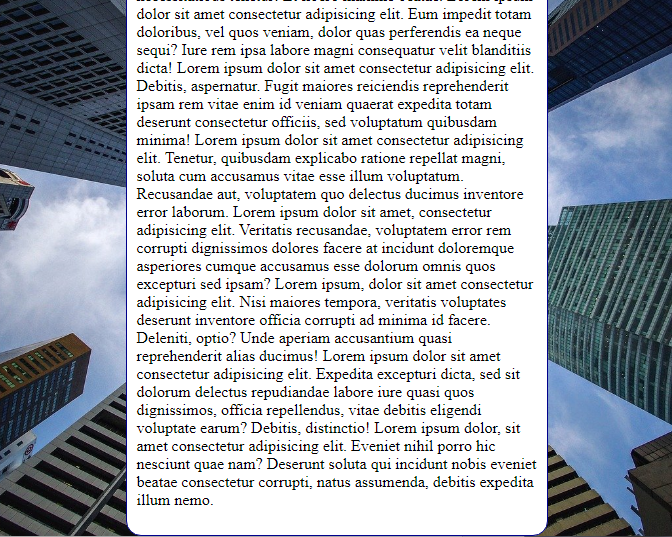 dolor sit amet consectetur adipisicing elit. Eum impedit totam
doloribus, vel quos veniam, dolor quas perferendis ea neque
sequi? Iure rem ipsa labore magni consequatur velit blanditiis
dicta! Lorem ipsum dolor sit amet consectetur adipisicing elit.
Debitis, aspernatur. Fugit maiores reiciendis reprehenderit
ipsam rem vitae enim id veniam quaerat expedita totam
deserunt consectetur officiis, sed voluptatum quibusdam
minima! Lorem ipsum dolor sit amet consectetur adipisicing
elit. Tenetur, quibusdam explicabo ratione repellat magni,
soluta cum accusamus vitae esse illum voluptatum.
Recusandae aut, voluptatem quo delectus ducimus inventore
error laborum. Lorem ipsum dolor sit amet, consectetur
adipisicing elit. Veritatis recusandae, voluptatem error rem
corrupti dignissimos dolores facere at incidunt doloremque
asperiores cumque accusamus esse dolorum omnis quos
excepturi sed ipsam? Lorem ipsum, dolor sit amet consectetur
adipisicing elit. Nisi maiores tempora, veritatis voluptates
deserunt inventore officia corrupti ad minima id facere.
Deleniti, optio? Unde aperiam accusantium quasi
reprehenderit alias ducimus! Lorem ipsum dolor sit amet
consectetur adipisicing elit. Expedita excepturi dicta, sed sit
dolorum delectus repudiandae labore iure quasi quos
dignissimos, officia repellendus, vitae debitis eligendi
voluptate earum? Debitis, distinctio! Lorem ipsum dolor, sit
amet consectetur adipisicing elit. Eveniet nihil porro hic
nesciunt quae nam? Deserunt soluta qui incidunt nobis eveniet
beatae consectetur corrupti, natus assumenda, debitis expedita
illum nemo.